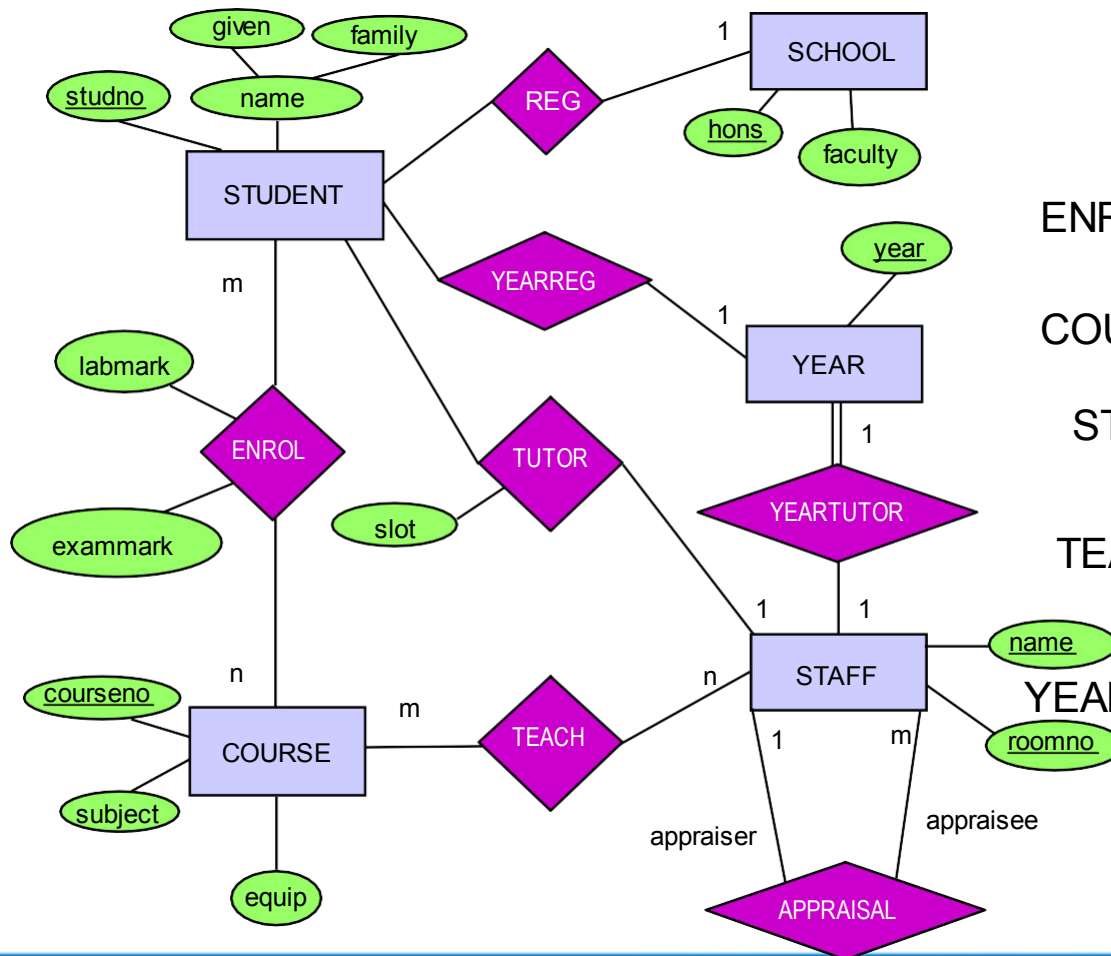 given
family
1
SCHOOL
studno
name
REG
hons
faculty
STUDENT
ENR
year
m
YEARREG
1
COU
labmark
YEAR
ST
1
ENROL
TUTOR
YEARTUTOR
slot
exammark
TEA
1
1
name
n
n
STAFF
courseno
m
YEA
1
m
roomno
TEACH
COURSE
subject
appraiser
appraisee
equip
APPRAISAL